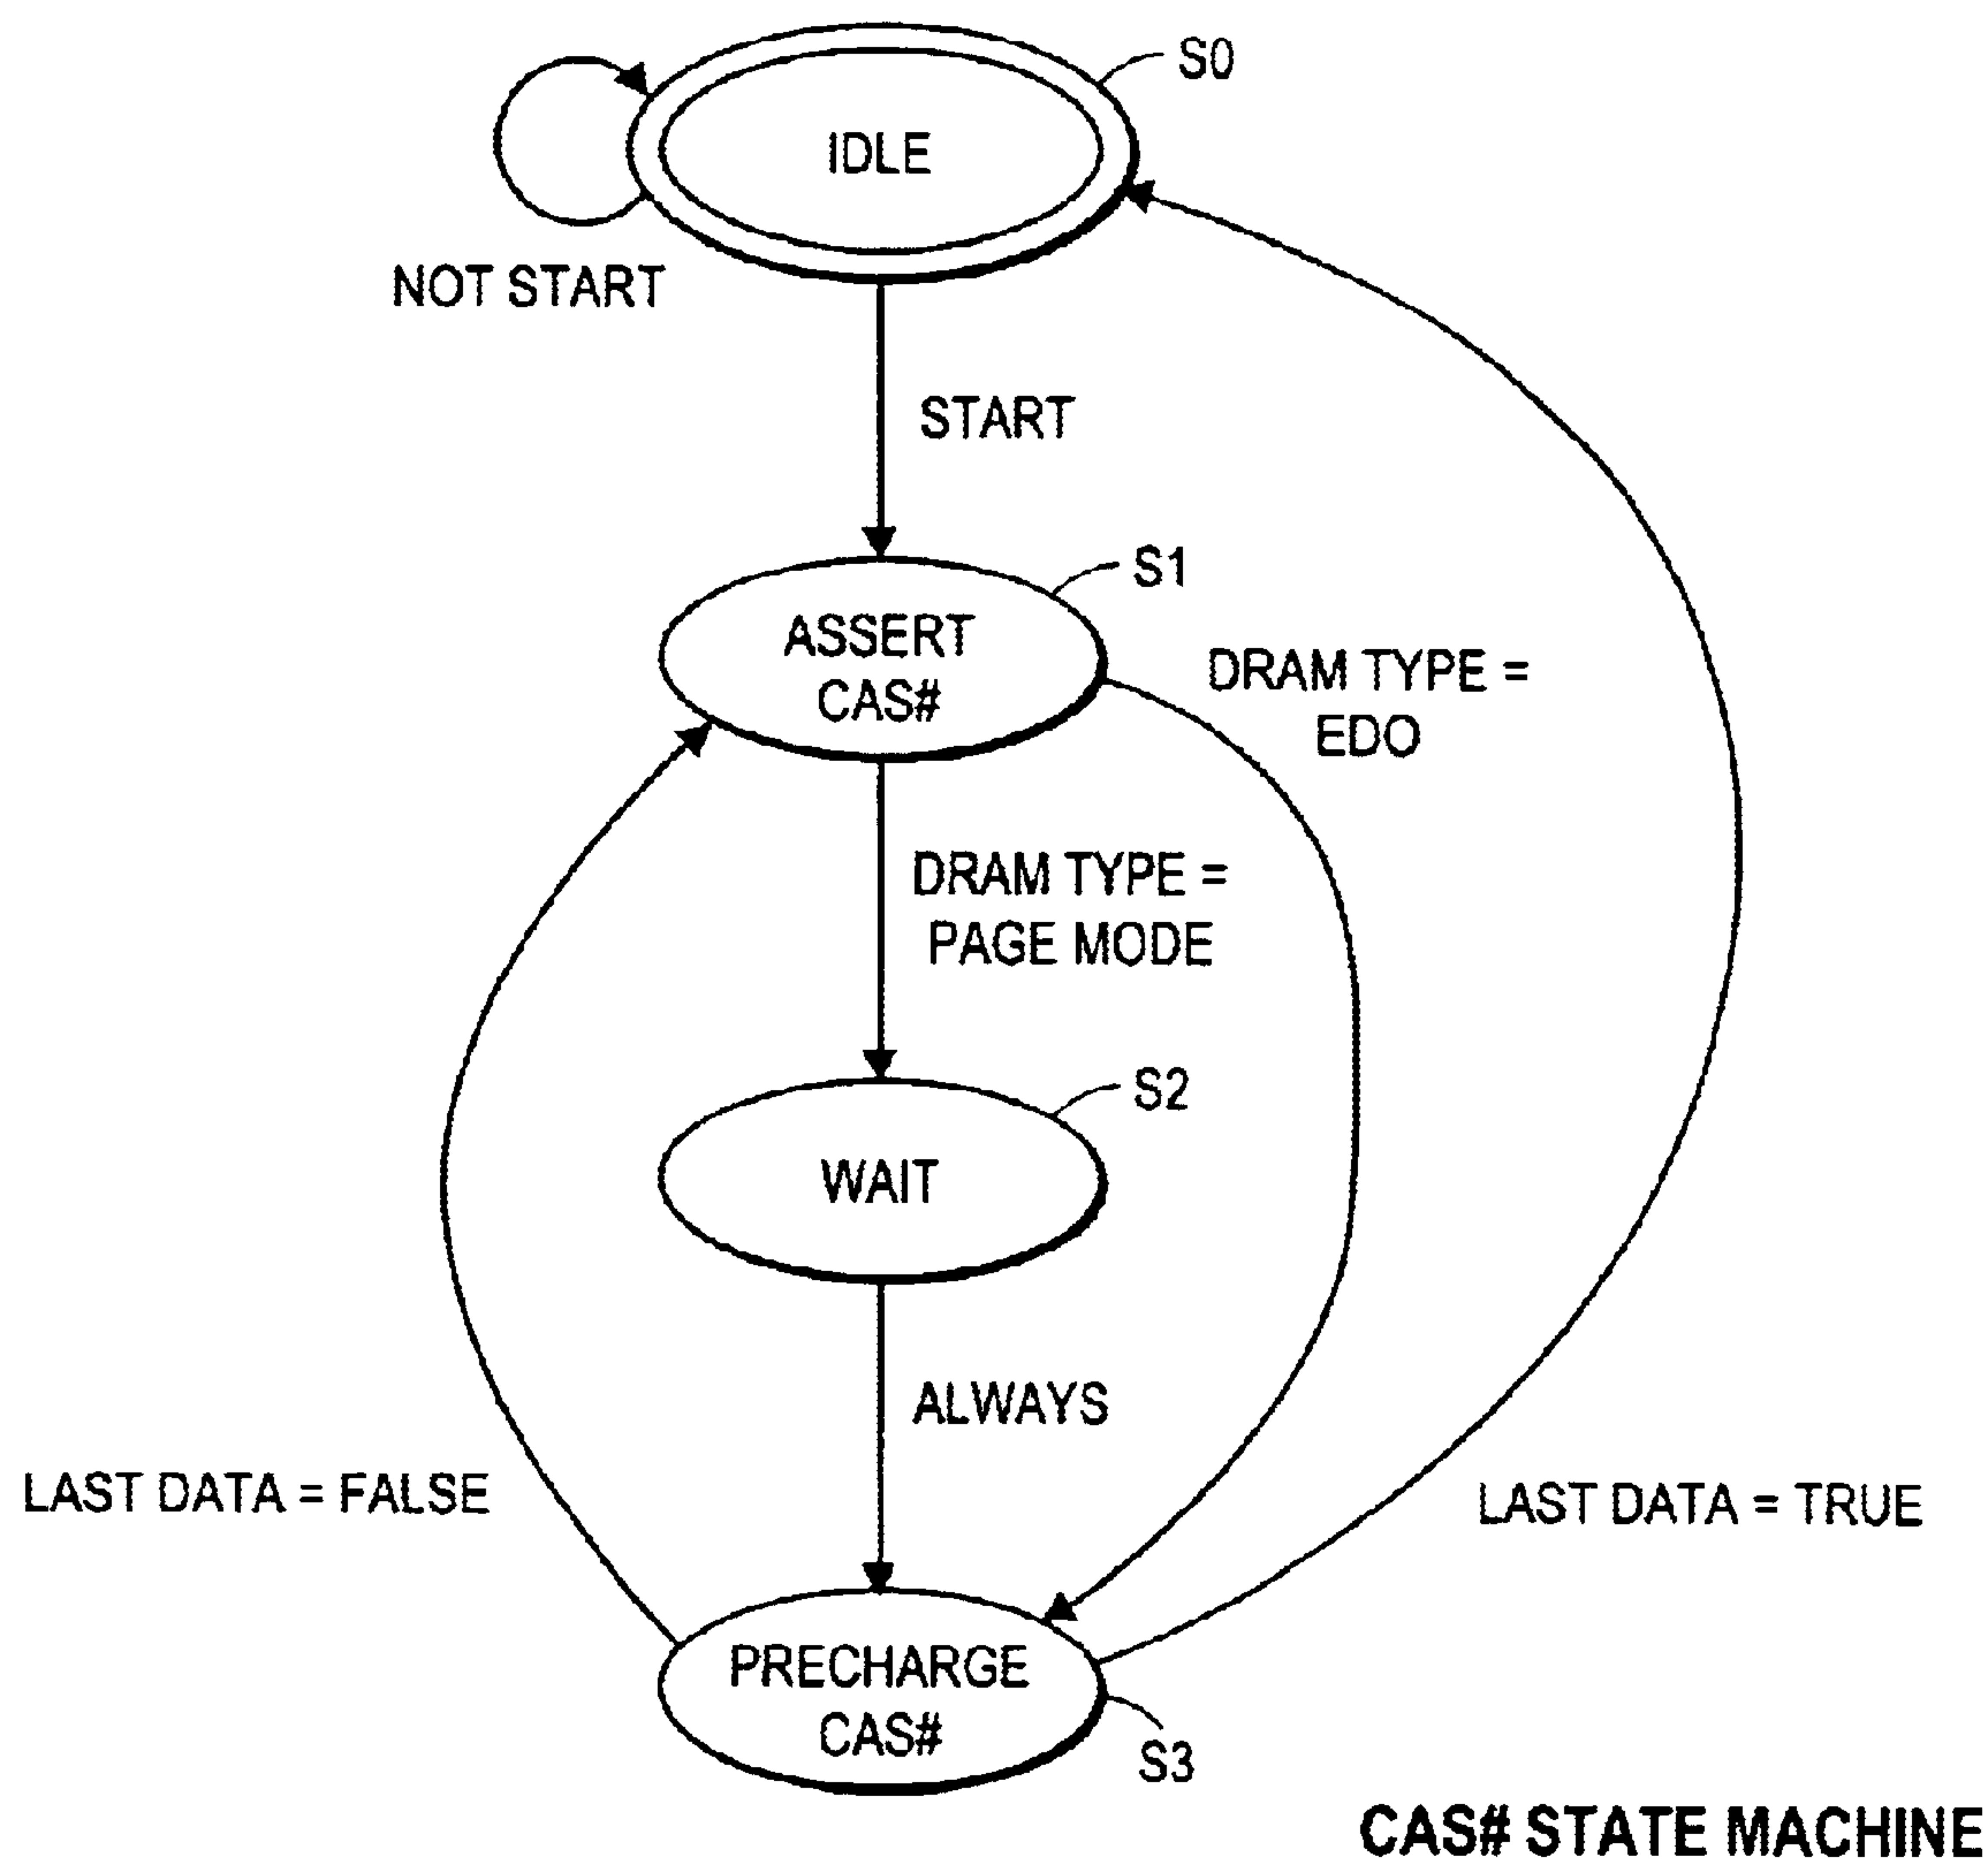 S0
IDLE
NOT START
START
S1
ASSERT
CAS#
DRAM TYPE =
EDO
DRAM TYPE =
PAGE MODE
S2
WAIT
ALWAYS
LAST DATA = FALSE
LAST DATA = TRUE
PRECHARGE
CAS#
S3
CAS# STATE MACHINE